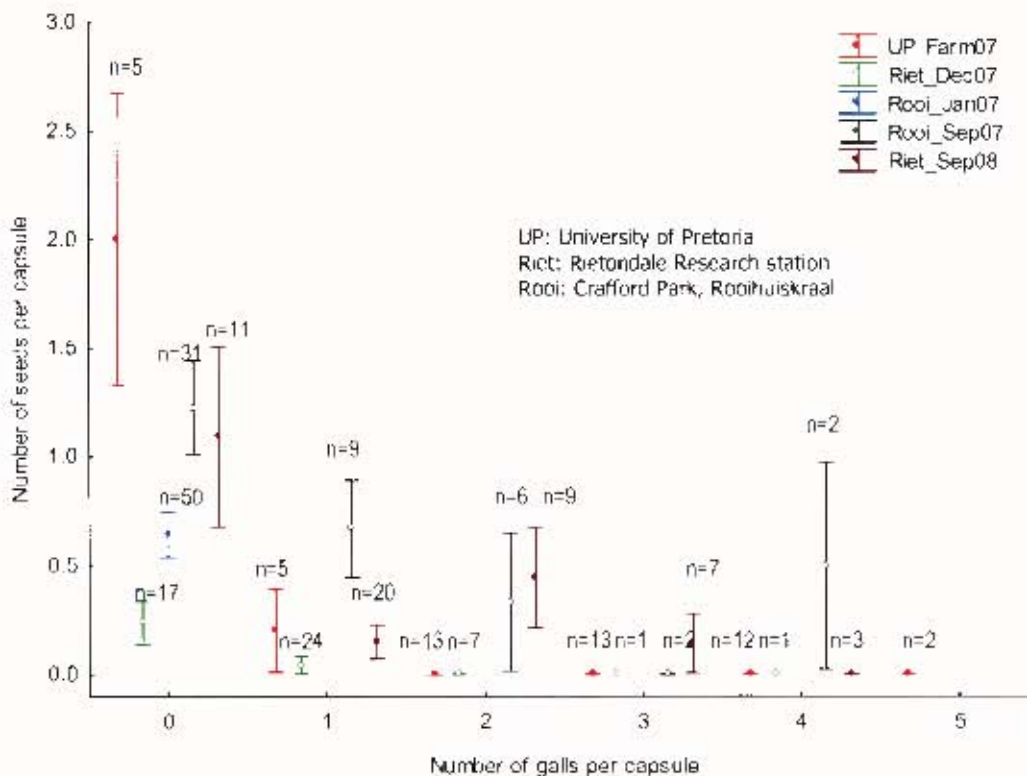 3.0
2.5
2.0
1.5
1.0
0.5
0.0
Number of seeds per capsule
n=5
n=31
n=11
n=50
n=17
n=5
n=24
n=9
n=20
n=13
n=7
n=6
n=9
n=13
n=1
n=2
n=7
n=12
n=1
n=2
n=3
n=2
UP_Farm07
Riet_Dec07
Rooi_Jan07
Rooi_Sep07
Riet_Sep08
UP: University of Pretoria
Riet: Rietondale Research station
Rooi: Crafford Park, Rooihuiskraal
0 1 2 3 4 5
Number of galls per capsule